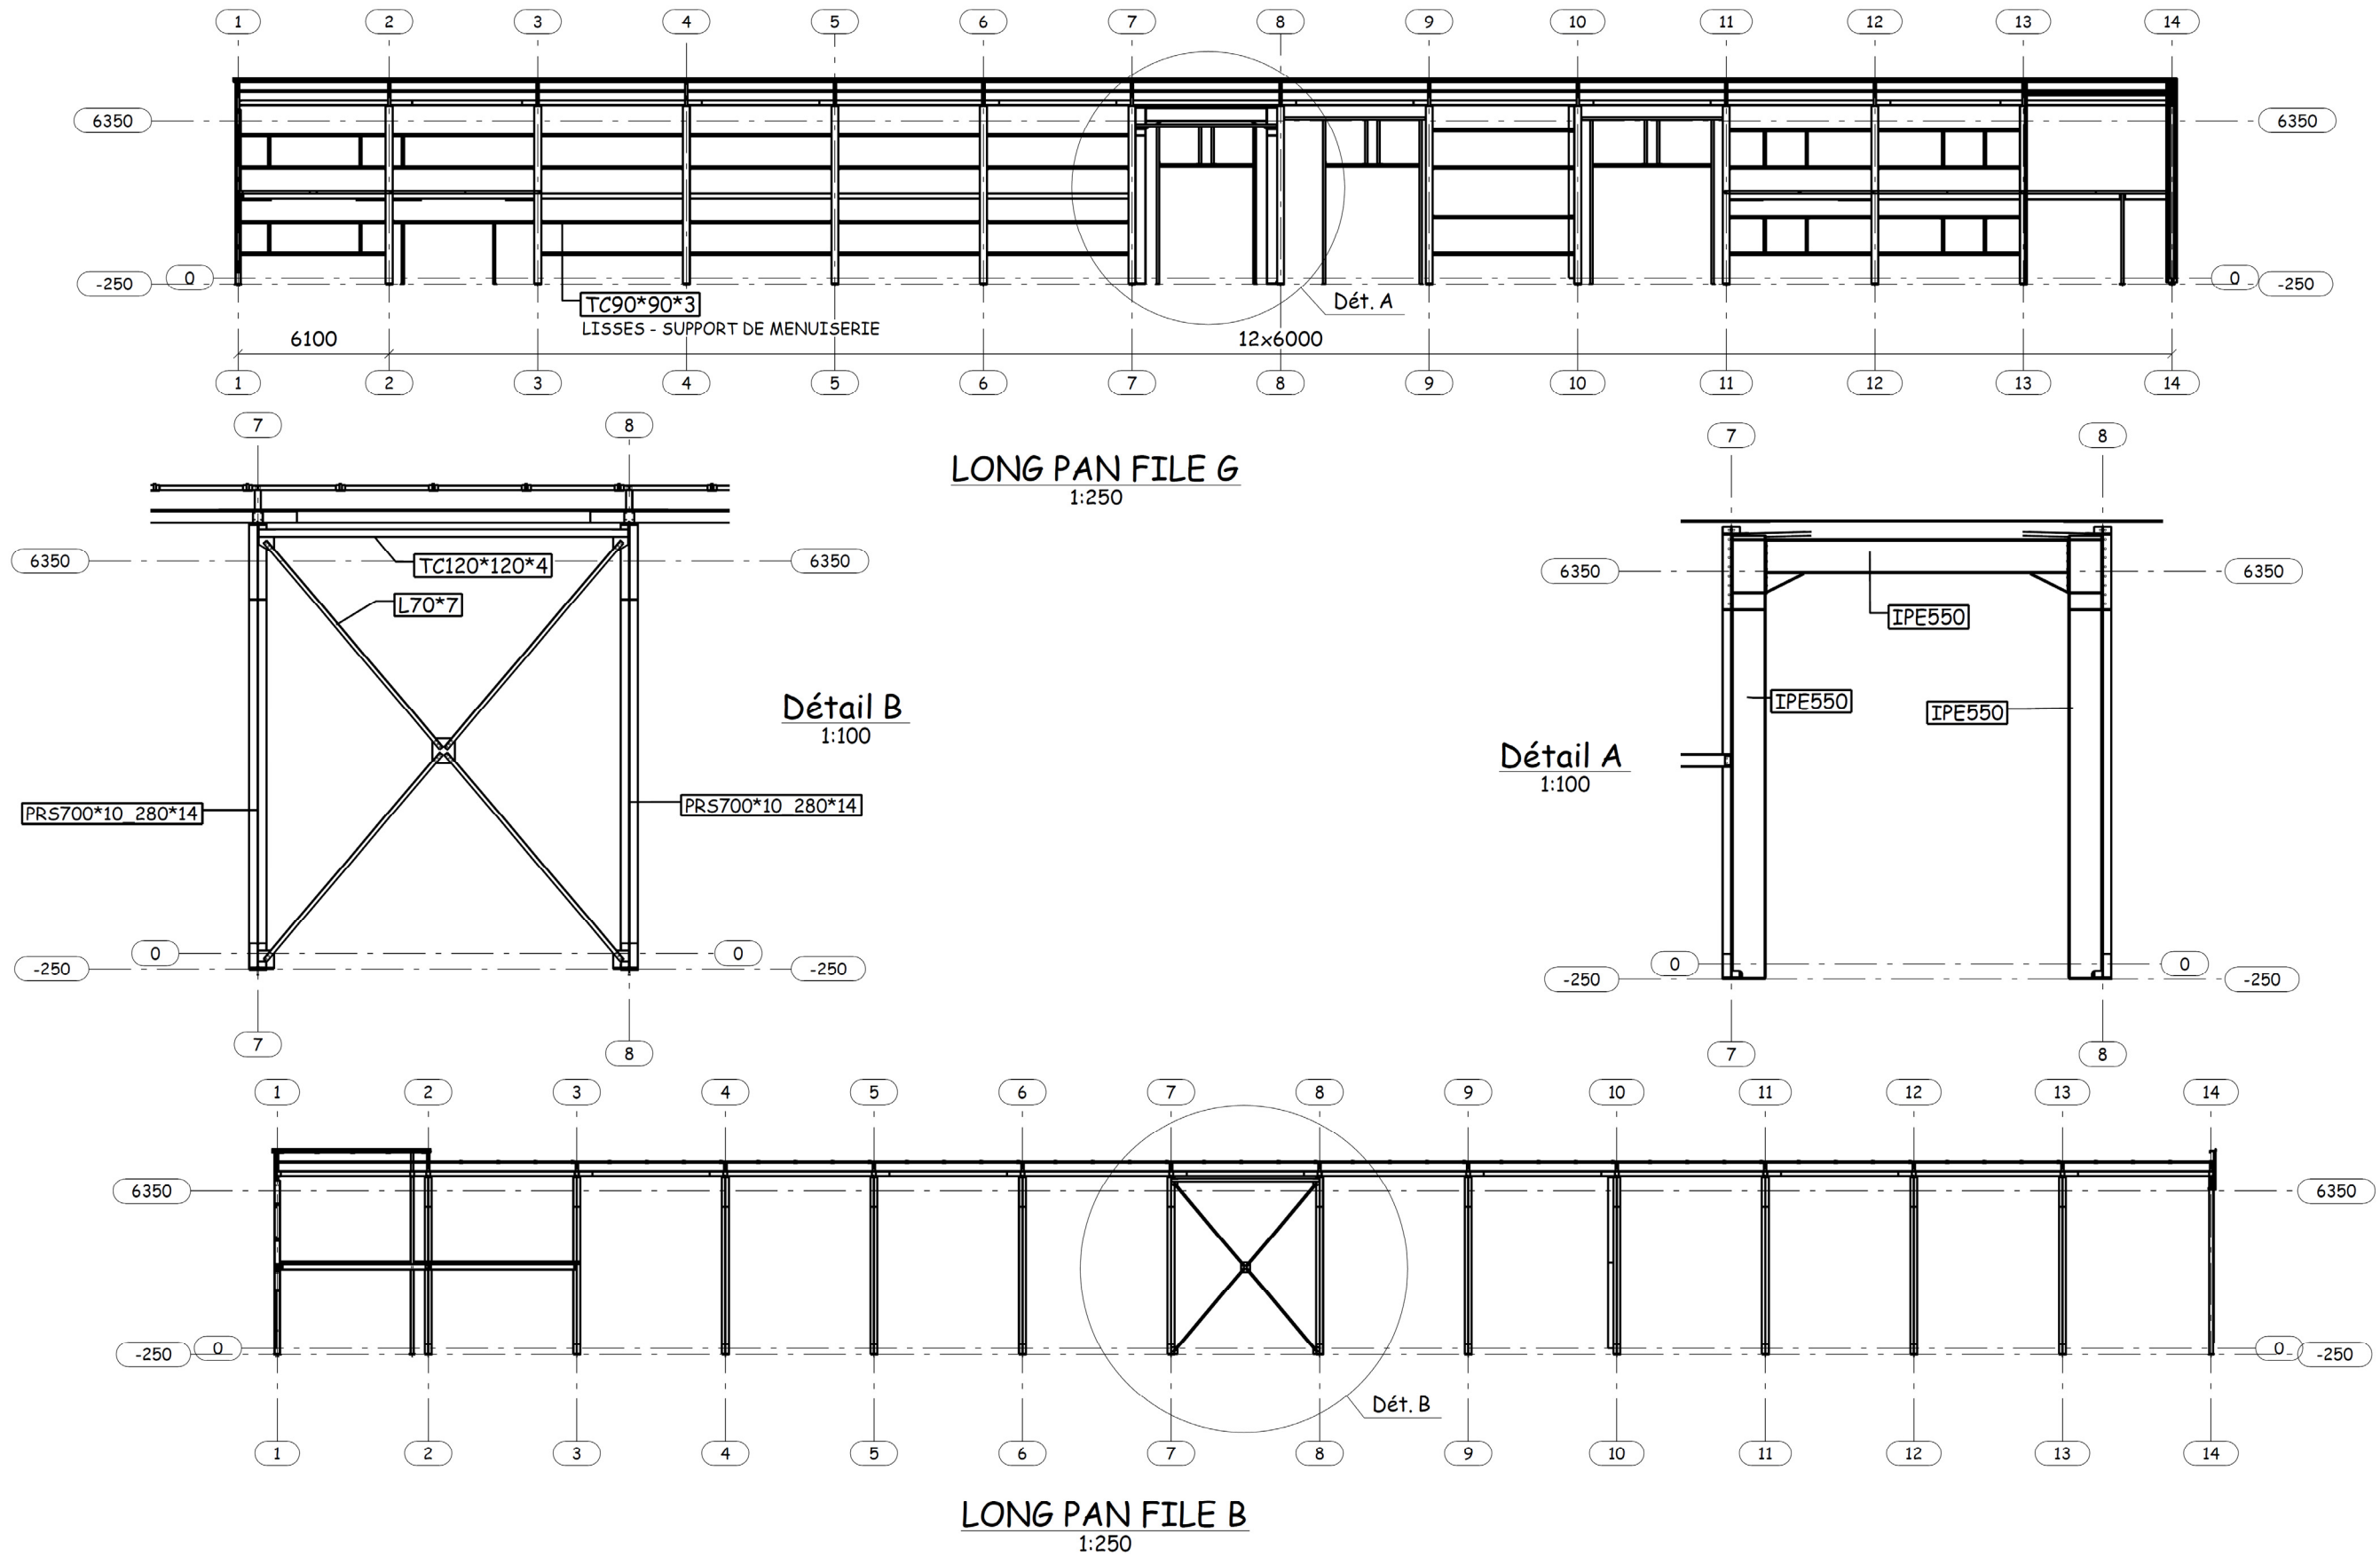 1 2 3 4 5 6 7 8 9 10 11 12 13 14
6350 6350
-250 0 0 -250
TC90*90*3
LISSES - SUPPORT DE MENUISERIE
Dét. A
6100 12x6000
1 2 3 4 5 6 7 8 9 10 11 12 13 14
LONG PAN FILE G
1:250
7 8
6350 6350
TC120*120*4
L70*7
Détail B
1:100
PRS700*10_280*14 PRS700*10_280*14
0 0
-250 -250
7 8
7 8
6350 6350
IPE550
IPE550 IPE550
Détail A
1:100
0 0
-250 -250
7 8
1 2 3 4 5 6 7 8 9 10 11 12 13 14
6350 6350
-250 0 0 -250
Dét. B
1 2 3 4 5 6 7 8 9 10 11 12 13 14
LONG PAN FILE B
1:250